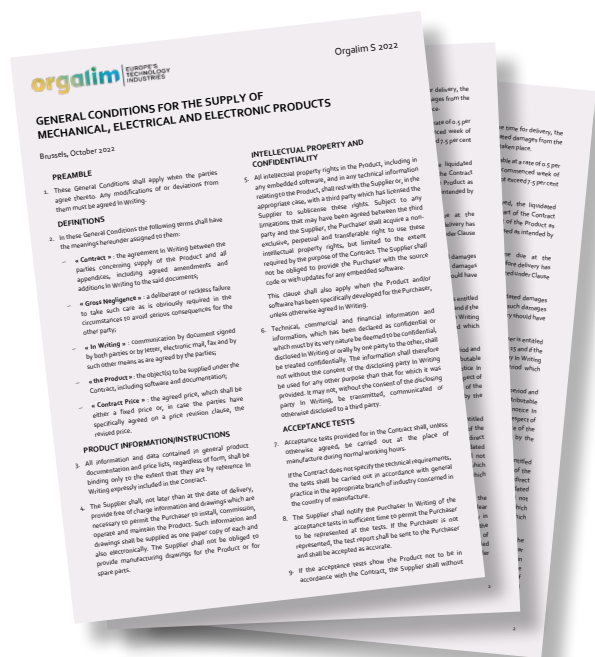 Orgalim S 2022
orgalim
EUROPE'S
TECHNOLOGY
INDUSTRIES
GENERAL CONDITIONS FOR THE SUPPLY OF
MECHANICAL, ELECTRICAL AND ELECTRONIC PRODUCTS
Brussels, October 2022
PREAMBLE
1. These General Conditions shall apply when the parties
agree thereto. Any modifications of or deviations from
them must be agreed In Writing.
DEFINITIONS
2. In these General Conditions the following terms shall have
the meanings hereunder assigned to them:
– « Contract » : the agreement In Writing between the
parties concerning supply of the Product and all
appendices, including agreed amendments and
additions In Writing to the said documents;
– « Gross Negligence » : a deliberate or reckless failure
to take such care as is obviously required in the
circumstances to avoid serious consequences for the
other party;
– « In Writing » : communication by document signed
by both parties or by letter, electronic mail, fax and by
such other means as are agreed by the parties;
– « the Product » : the object(s) to be supplied under the
Contract, including software and documentation;
– « Contract Price » : the agreed price, which shall be
either a fixed price or, in case the parties have
specifically agreed on a price revision clause, the
revised price.
PRODUCT INFORMATION/INSTRUCTIONS
3. All information and data contained in general product
documentation and price lists, regardless of form, shall be
binding only to the extent that they are by reference In
Writing expressly included in the Contract.
4. The Supplier shall, not later than at the date of delivery,
provide free of charge information and drawings which are
necessary to permit the Purchaser to install, commission,
operate and maintain the Product. Such information and
drawings shall be supplied as one paper copy of each and
also electronically. The Supplier shall not be obliged to
provide manufacturing drawings for the Product or for
spare parts.
INTELLECTUAL PROPERTY AND
CONFIDENTIALITY
5. All intellectual property rights in the Product, including in
any embedded software, and in any technical information
relating to the Product, shall rest with the Supplier or, in the
appropriate case, with a third party which has licensed the
Supplier to sublicense these rights. Subject to any
limitations that may have been agreed between the third
party and the Supplier, the Purchaser shall acquire a non-
exclusive, perpetual and transferable right to use these
intellectual property rights, but limited to the extent
required by the purpose of the Contract. The Supplier shall
not be obliged to provide the Purchaser with the source
code or with updates for any embedded software.
This clause shall also apply when the Product and/or
software has been specifically developed for the Purchaser,
unless otherwise agreed in Writing.
6. Technical, commercial and financial information and
information, which has been declared as confidential or
which must by its very nature be deemed to be confidential,
disclosed in Writing or orally by one party to the other, shall
be treated confidentially. The information shall therefore
not without the consent of the disclosing party In Writing
be used for any other purpose than that for which it was
provided. It may not, without the consent of the disclosing
party In Writing, be transmitted, communicated or
otherwise disclosed to a third party.
ACCEPTANCE TESTS
7. Acceptance tests provided for in the Contract shall, unless
otherwise agreed, be carried out at the place of
manufacture during normal working hours.
If the Contract does not specify the technical requirements,
the tests shall be carried out in accordance with general
practice in the appropriate branch of industry concerned in
the country of manufacture.
8. The Supplier shall notify the Purchaser In Writing of the
acceptance tests in sufficient time to permit the Purchaser
to be represented at the tests. If the Purchaser is not
represented, the test report shall be sent to the Purchaser
and shall be accepted as accurate.
9. If the acceptance tests show the Product not to be in
accordance with the Contract, the Supplier shall without
2
2